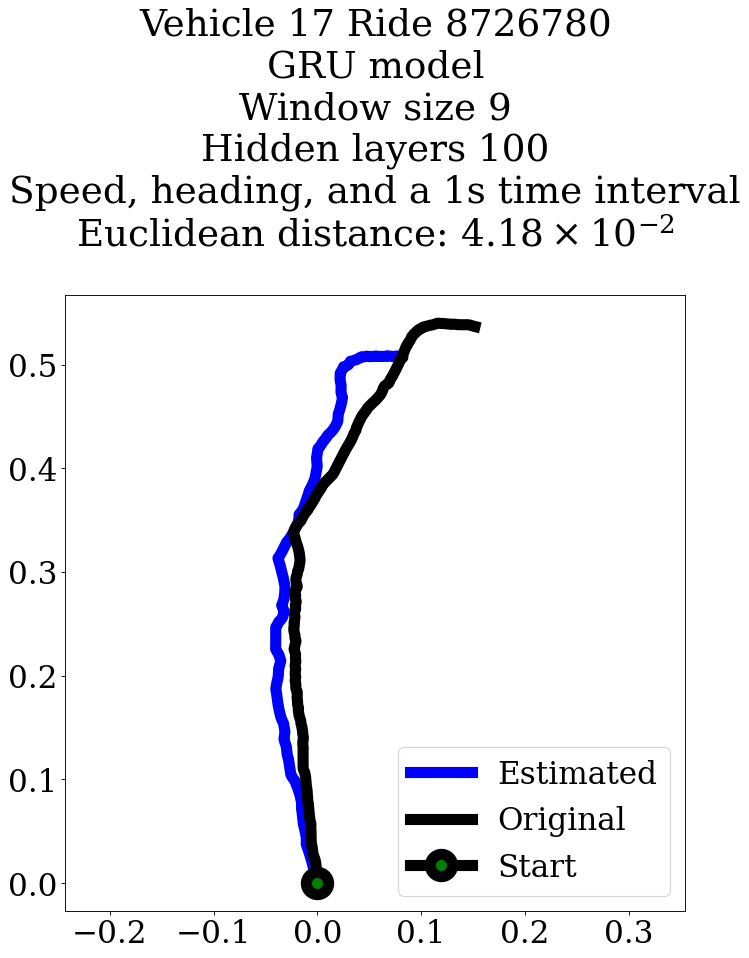 Vehicle 17 Ride 8726780
GRU model
Window size 9
Hidden layers 100
Speed, heading, and a 1s time interval
Euclidean distance: 4.18 × 10⁻²
0.5
0.4
0.3
0.2
0.1
0.0
Estimated
Original
Start
−0.2 −0.1 0.0 0.1 0.2 0.3